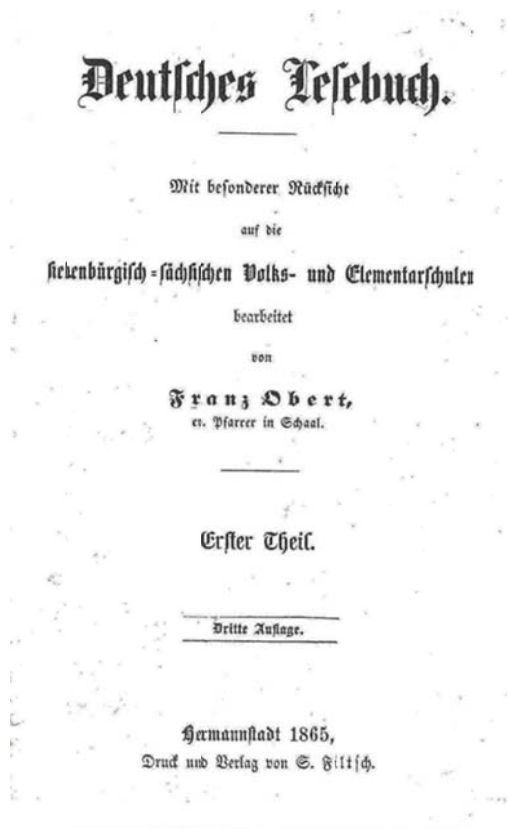 Deutsches Lesebuch.
Mit besonderer Rücksicht
auf die
siebenbürgisch-sächsischen Volks- und Elementarschulen
bearbeitet
von
Franz Obert,
ev. Pfarrer in Schaal.
Erster Theil.
Dritte Auflage.
Hermannstadt 1865,
Druck und Verlag von S. Filtsch.